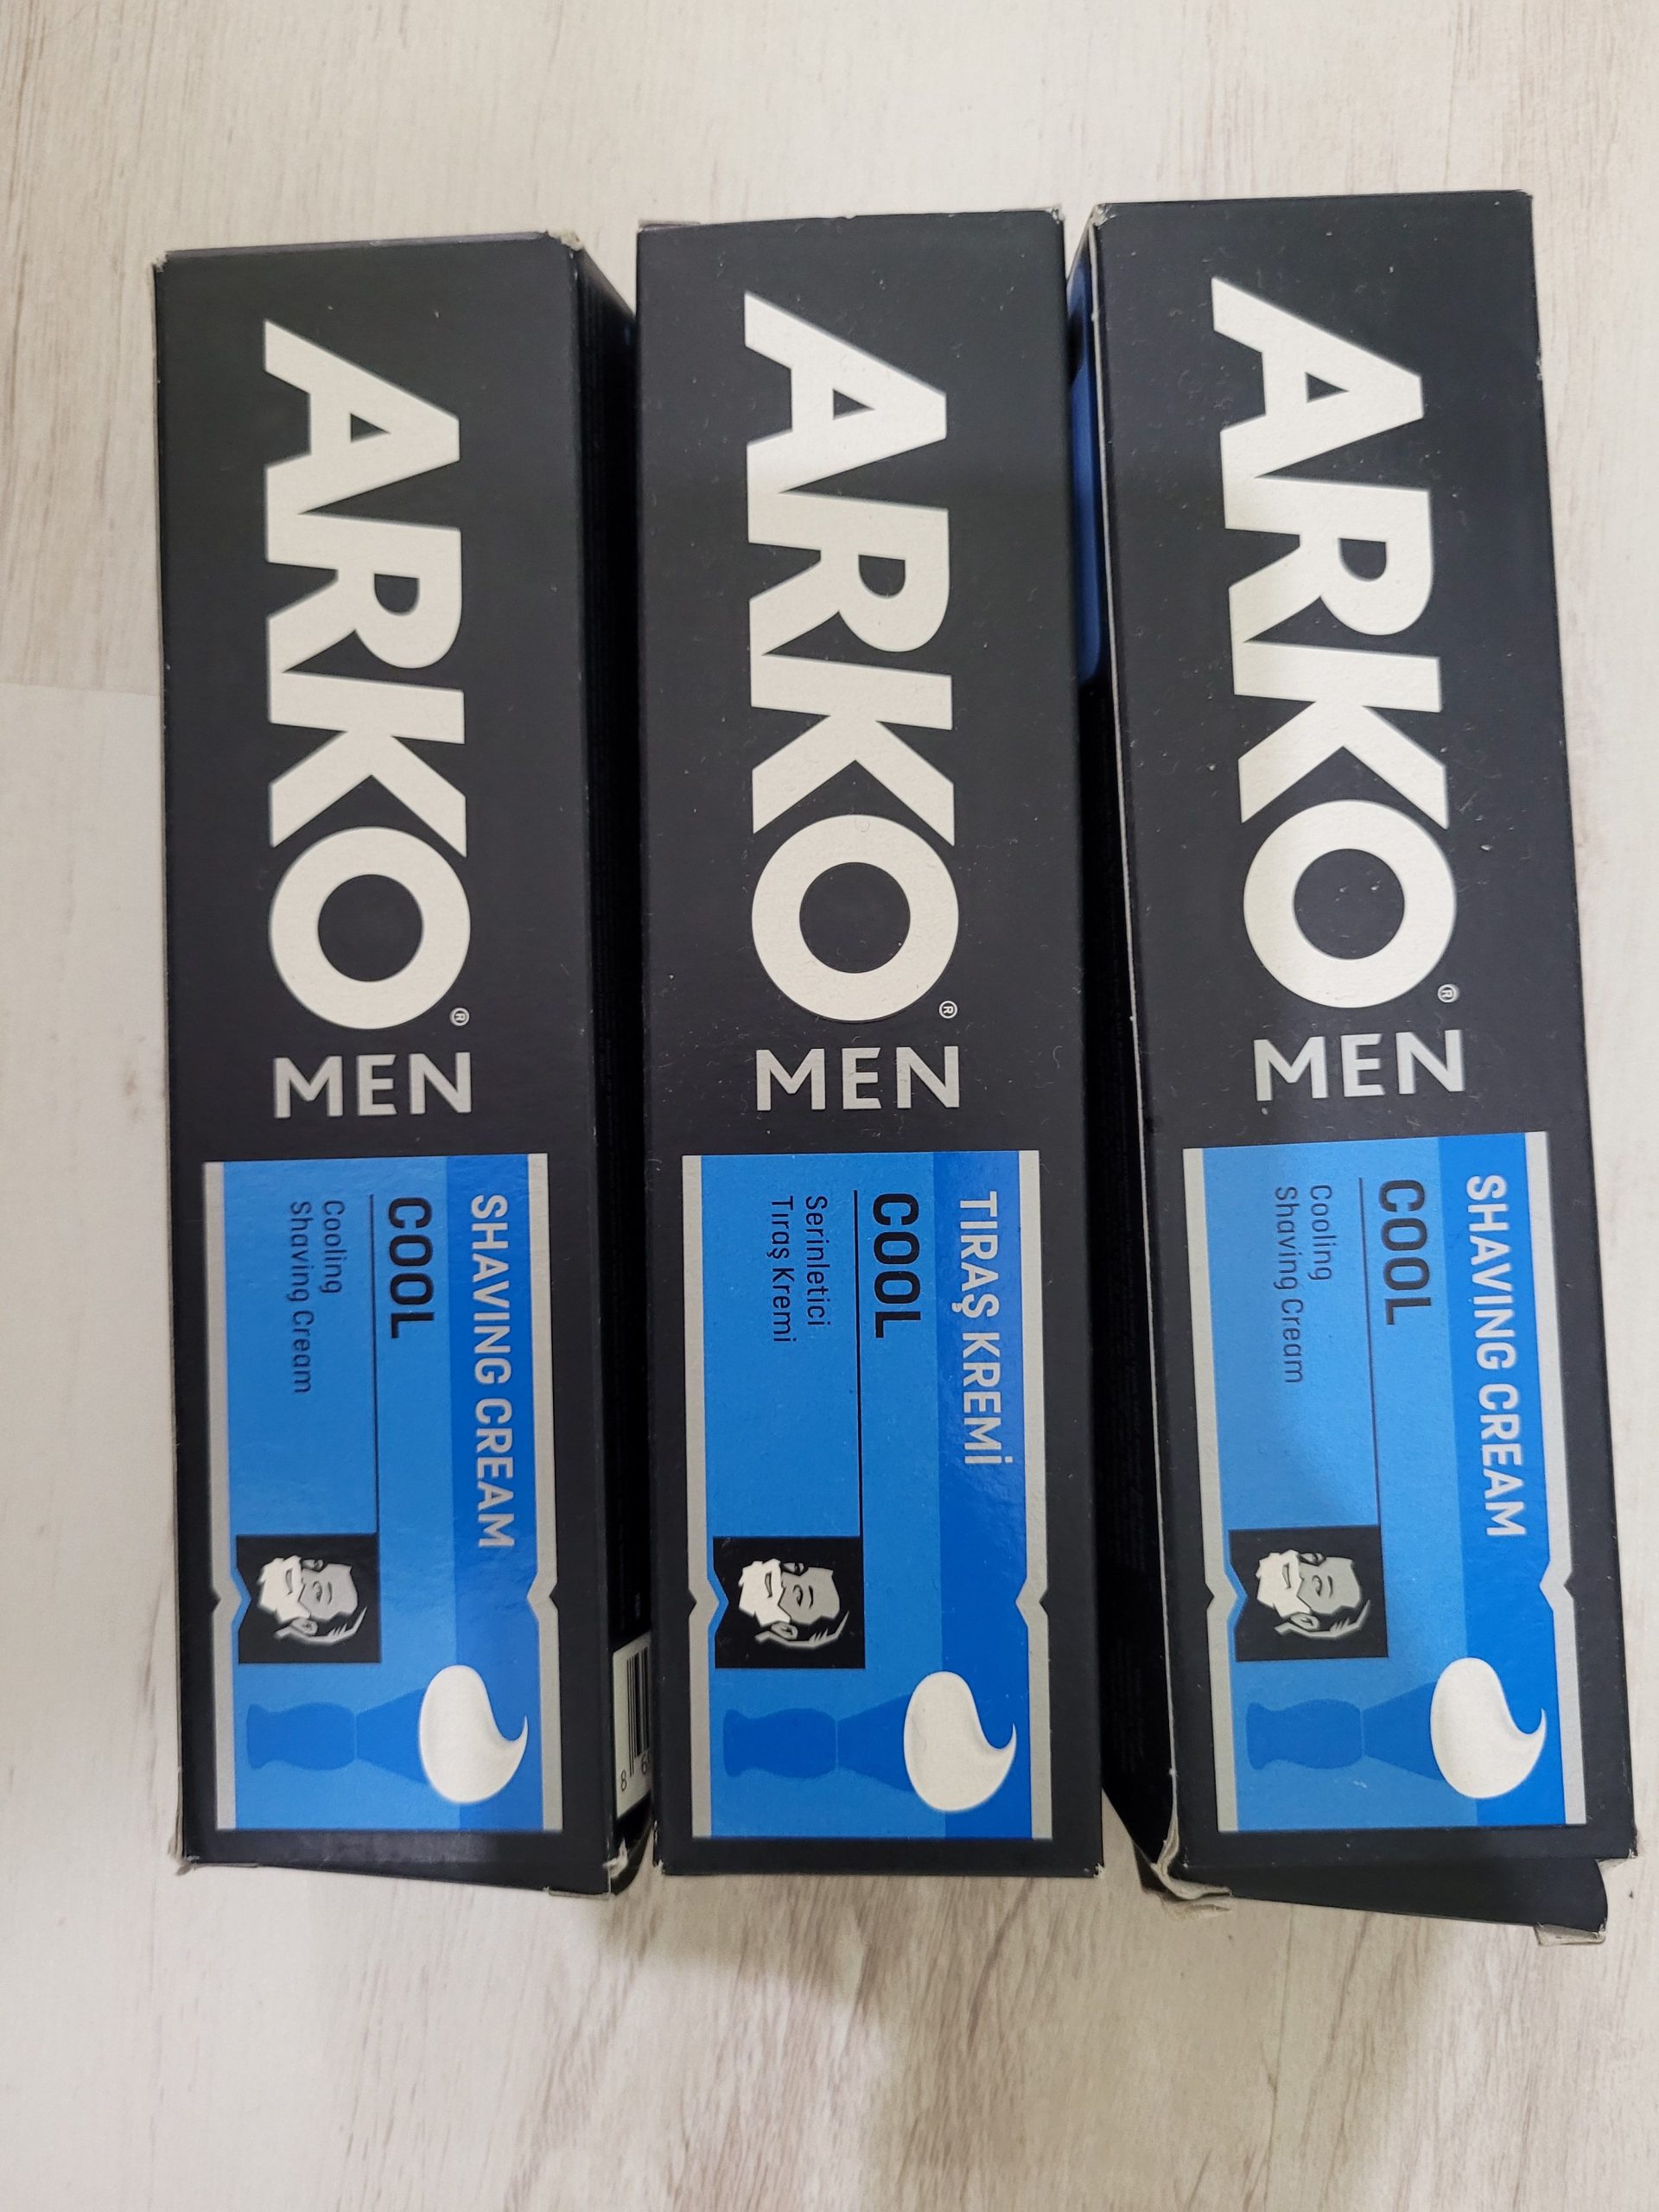 ARKO®
MEN
SHAVING CREAM
COOL
Cooling
Shaving Cream
8
ARKO®
MEN
TIRAŞ KREMİ
COOL
Serinletici
Tıraş Kremi
ARKO®
MEN
SHAVING CREAM
COOL
Cooling
Shaving Cream